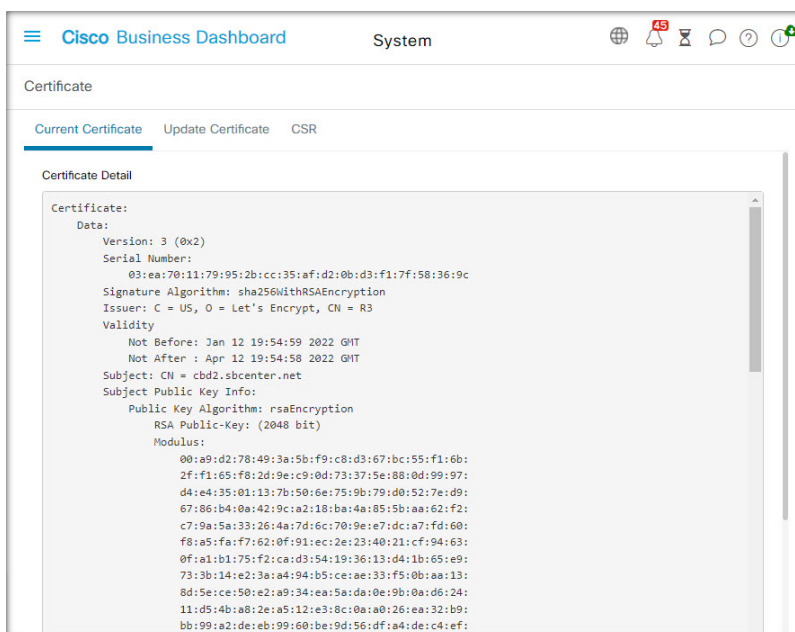 Cisco Business Dashboard
System
45
Certificate
Current Certificate Update Certificate CSR
Certificate Detail
Certificate:
Data:
Version: 3 (0x2)
Serial Number:
03:ea:70:11:79:95:2b:cc:35:af:d2:0b:d3:f1:7f:58:36:9c
Signature Algorithm: sha256WithRSAEncryption
Issuer: C = US, O = Let's Encrypt, CN = R3
Validity
Not Before: Jan 12 19:54:59 2022 GMT
Not After : Apr 12 19:54:58 2022 GMT
Subject: CN = cbd2.sbcenter.net
Subject Public Key Info:
Public Key Algorithm: rsaEncryption
RSA Public-Key: (2048 bit)
Modulus:
00:a9:d2:78:49:3a:5b:f9:c8:d3:67:bc:55:f1:6b:
2f:f1:65:f8:2d:9e:c9:0d:73:37:5e:88:0d:99:97:
d4:e4:35:01:13:7b:50:6e:75:9b:79:d0:52:7e:d9:
67:86:b4:0a:42:9c:a2:18:ba:4a:85:5b:aa:62:f2:
c7:9a:5a:33:26:4a:7d:6c:70:9e:e7:dc:a7:fd:60:
f8:a5:fa:f7:62:0f:91:ec:2e:23:40:21:cf:94:63:
0f:a1:b1:75:f2:ca:d3:54:19:36:13:d4:1b:65:e9:
73:3b:14:e2:3a:a4:94:b5:ce:ae:33:f5:0b:aa:13:
8d:5e:ce:50:e2:a9:34:ea:5a:da:0e:9b:0a:d6:24:
11:d5:4b:a8:2e:a5:12:e3:8c:0a:a0:26:ea:32:b9:
bb:99:a2:de:eb:99:60:be:9d:56:df:a4:de:c4:ef: